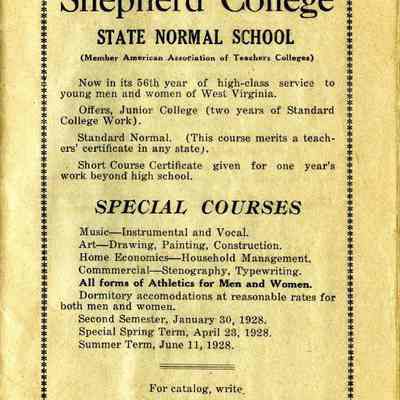 Shepherd College
STATE NORMAL SCHOOL
(Member American Association of Teachers Colleges)
Now in its 56th year of high-class service to
young men and women of West Virginia.
Offers, Junior College (two years of Standard
College Work).
Standard Normal. (This course merits a teach-
ers' certificate in any state).
Short Course Certificate given for one year's
work beyond high school.
SPECIAL COURSES
Music—Instrumental and Vocal.
Art—Drawing, Painting, Construction.
Home Economics—Household Management.
Commmercial—Stenography, Typewriting.
All forms of Athletics for Men and Women.
Dormitory accomodations at reasonable rates for
both men and women.
Second Semester, January 30, 1928.
Special Spring Term, April 23, 1928.
Summer Term, June 11, 1928.
For catalog, write